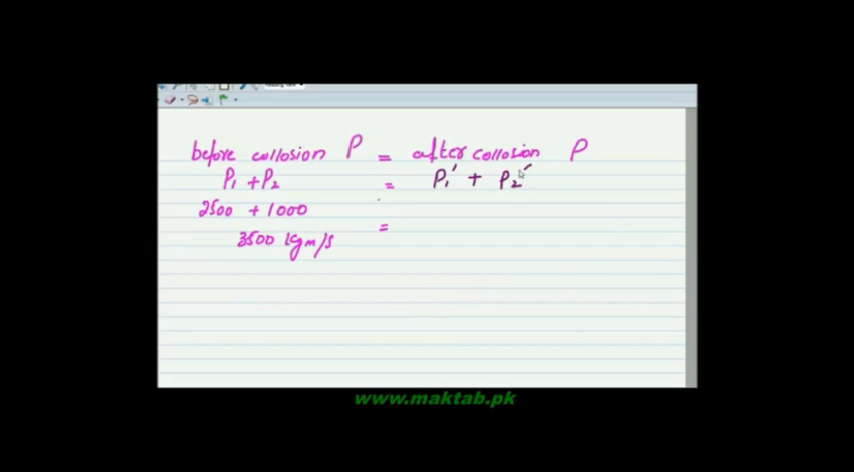 before collosion P = after collosion P
P₁ + P₂ = P₁' + P₂'
2500 + 1000
3500 kgm/s =
www.maktab.pk